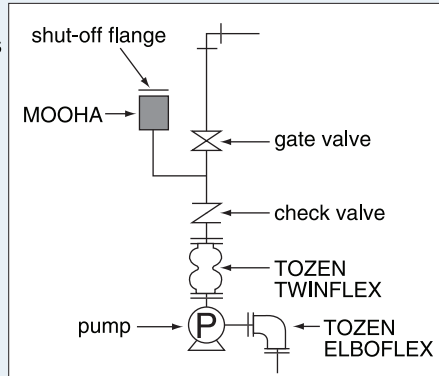 s
shut-off flange
MOOHA
gate valve
check valve
TOZEN
TWINFLEX
pump
P
TOZEN
ELBOFLEX